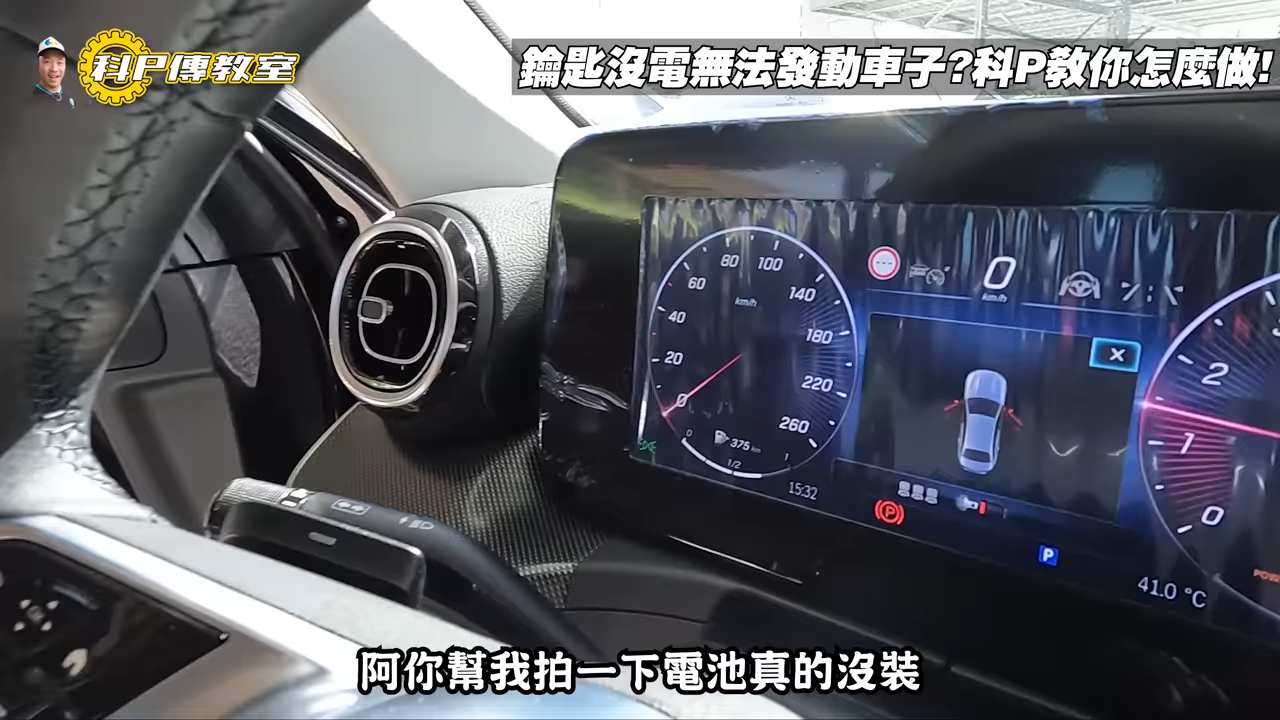 科P傳教室
鑰匙沒電無法發動車子?科P教你怎麼做!
80
100
60
140
km/h
40
180
20
220
0
260
0
1/2
1
375 km
15:32
---
0
km/h
P
P
41.0 °C
2
1
0
阿你幫我拍一下電池真的沒裝